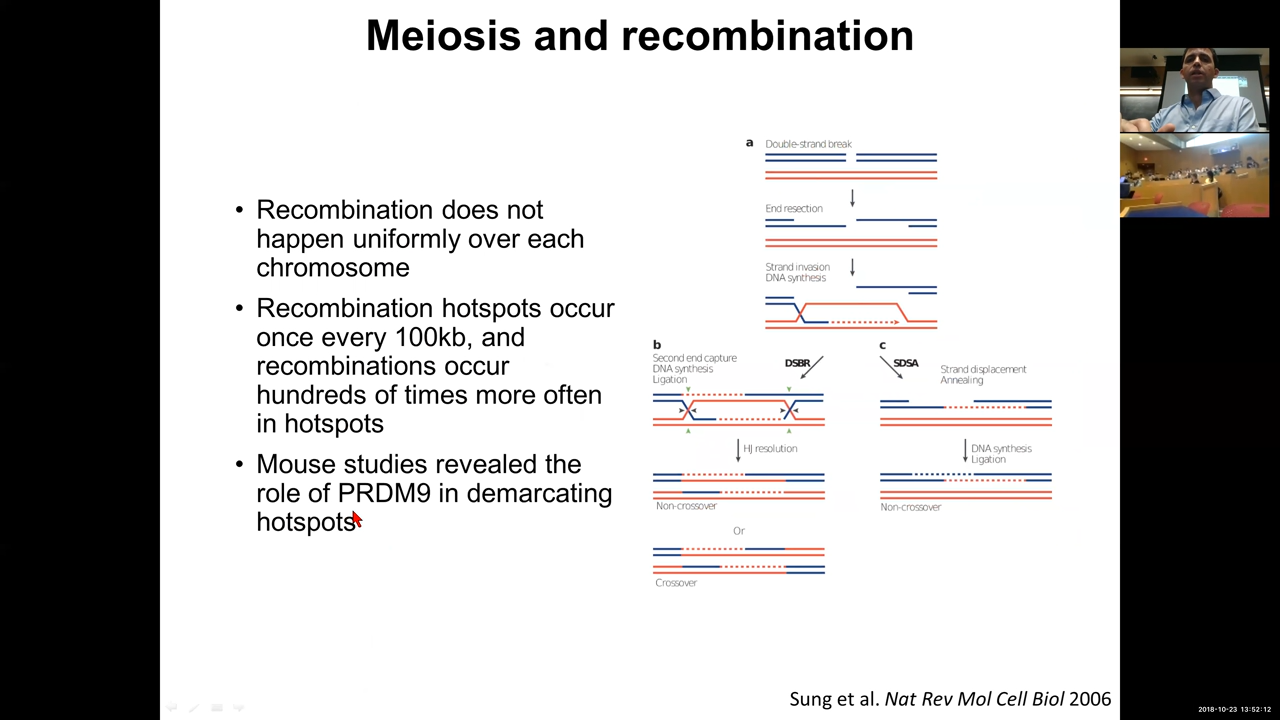 Meiosis and recombination
• Recombination does not
happen uniformly over each
chromosome
• Recombination hotspots occur
once every 100kb, and
recombinations occur
hundreds of times more often
in hotspots
• Mouse studies revealed the
role of PRDM9 in demarcating
hotspots
a Double-strand break
End resection
Strand invasion
DNA synthesis
b
Second end capture
DNA synthesis
Ligation
DSBR
HJ resolution
Non-crossover
Or
Crossover
c
SDSA
Strand displacement
Annealing
DNA synthesis
Ligation
Non-crossover
Sung et al. Nat Rev Mol Cell Biol 2006
2018-10-23 13:52:12